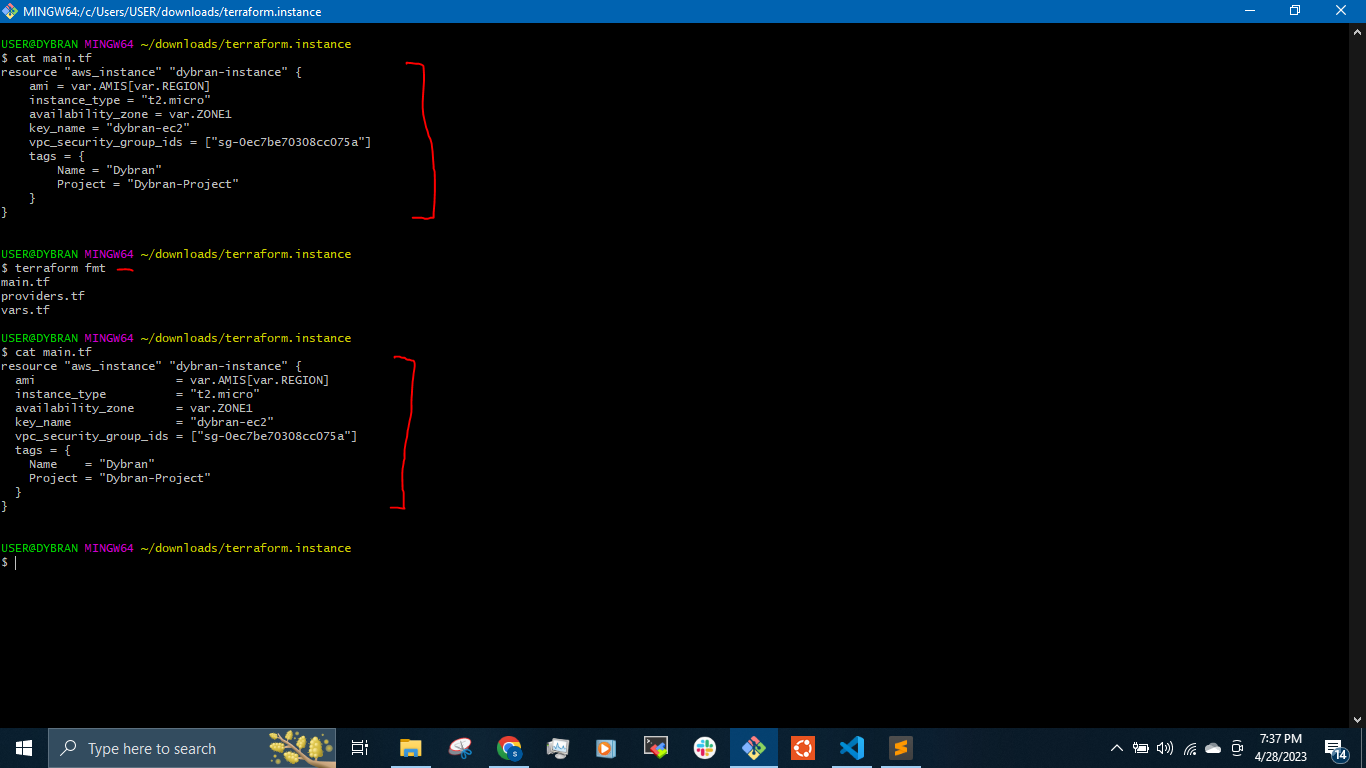 MINGW64:/c/Users/USER/downloads/terraform.instance
USER@DYBRAN MINGW64 ~/downloads/terraform.instance
$ cat main.tf
resource "aws_instance" "dybran-instance" {
    ami = var.AMIS[var.REGION]
    instance_type = "t2.micro"
    availability_zone = var.ZONE1
    key_name = "dybran-ec2"
    vpc_security_group_ids = ["sg-0ec7be70308cc075a"]
    tags = {
        Name = "Dybran"
        Project = "Dybran-Project"
    }
}
USER@DYBRAN MINGW64 ~/downloads/terraform.instance
$ terraform fmt
main.tf
providers.tf
vars.tf
USER@DYBRAN MINGW64 ~/downloads/terraform.instance
$ cat main.tf
resource "aws_instance" "dybran-instance" {
  ami                    = var.AMIS[var.REGION]
  instance_type          = "t2.micro"
  availability_zone      = var.ZONE1
  key_name               = "dybran-ec2"
  vpc_security_group_ids = ["sg-0ec7be70308cc075a"]
  tags = {
    Name    = "Dybran"
    Project = "Dybran-Project"
  }
}
USER@DYBRAN MINGW64 ~/downloads/terraform.instance
$
Type here to search
7:37 PM
4/28/2023
14